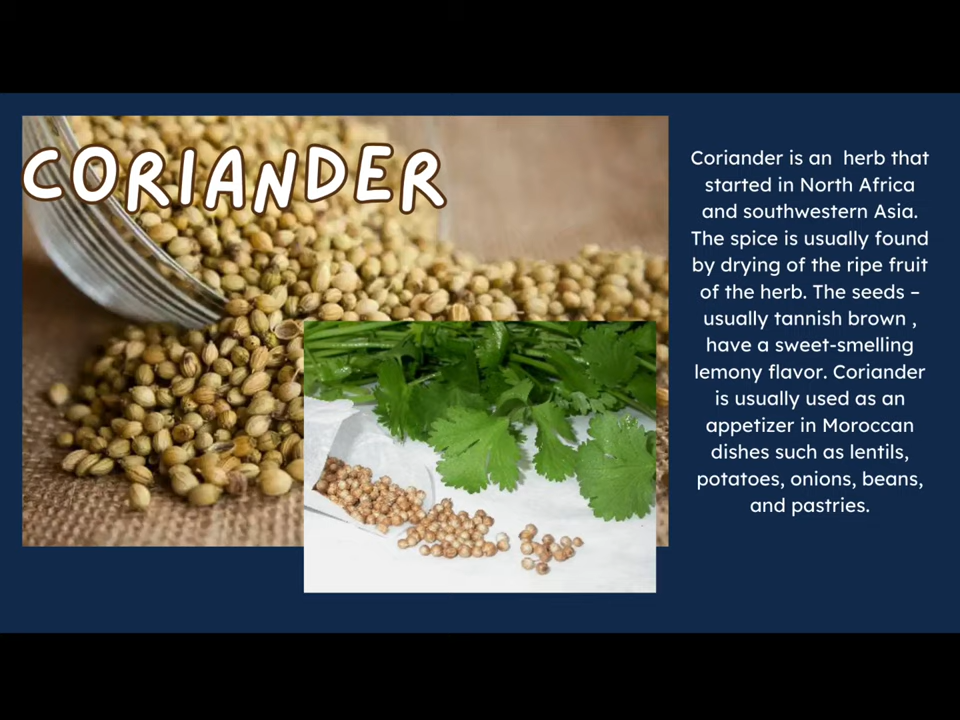 CORIANDER
Coriander is an  herb that
started in North Africa
and southwestern Asia.
The spice is usually found
by drying of the ripe fruit
of the herb. The seeds –
usually tannish brown ,
have a sweet-smelling
lemony flavor. Coriander
is usually used as an
appetizer in Moroccan
dishes such as lentils,
potatoes, onions, beans,
and pastries.